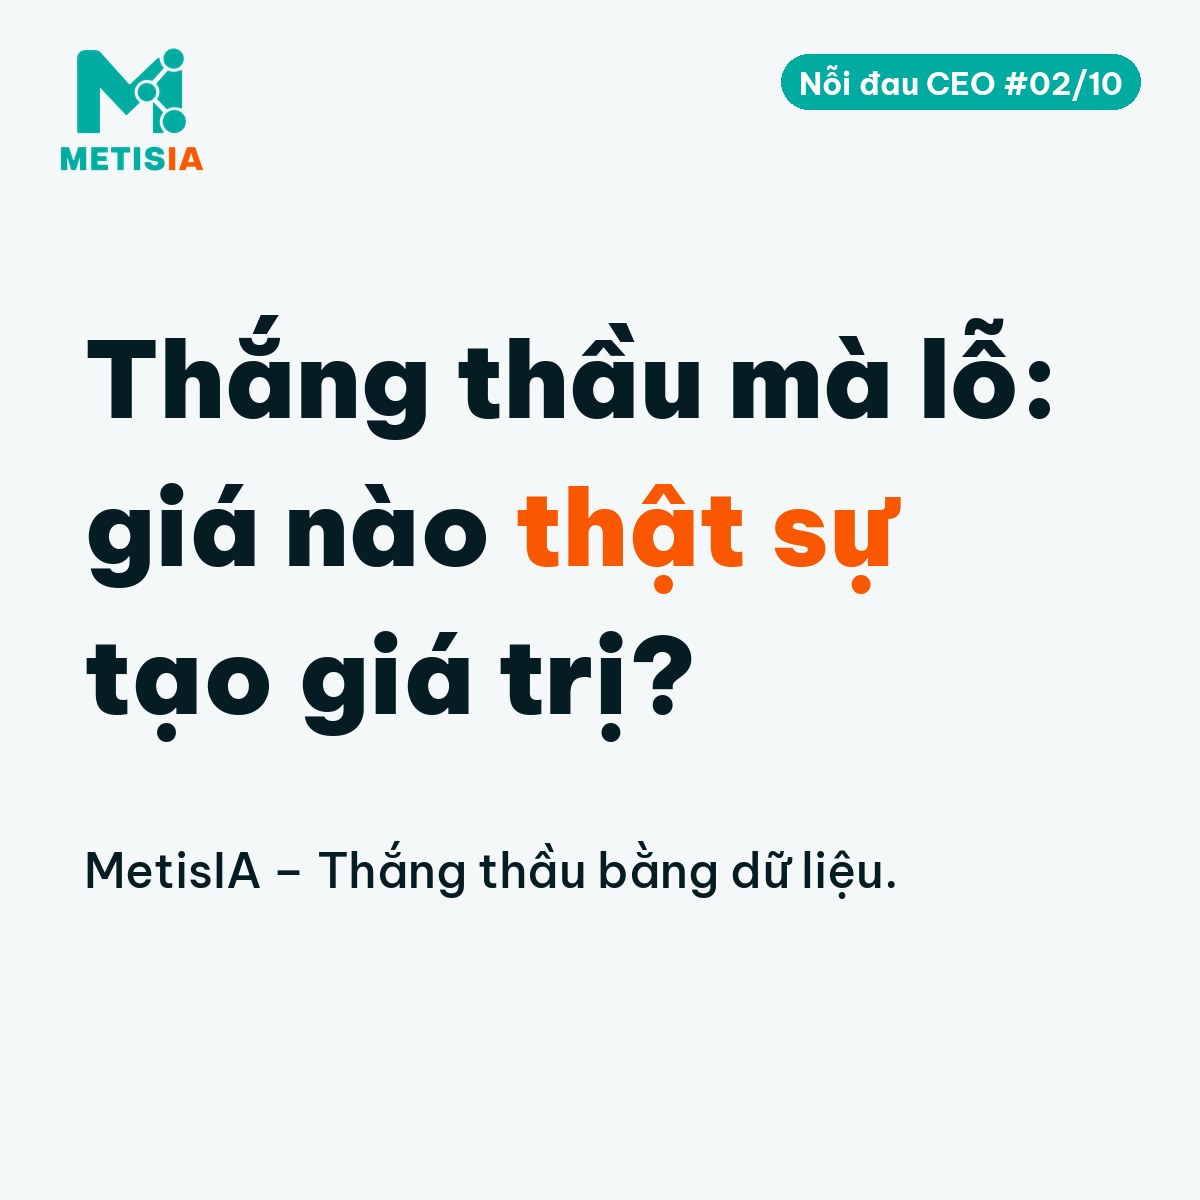 METISIA
Nỗi đau CEO #02/10
Thắng thầu mà lỗ:
giá nào thật sự
tạo giá trị?
MetisIA – Thắng thầu bằng dữ liệu.